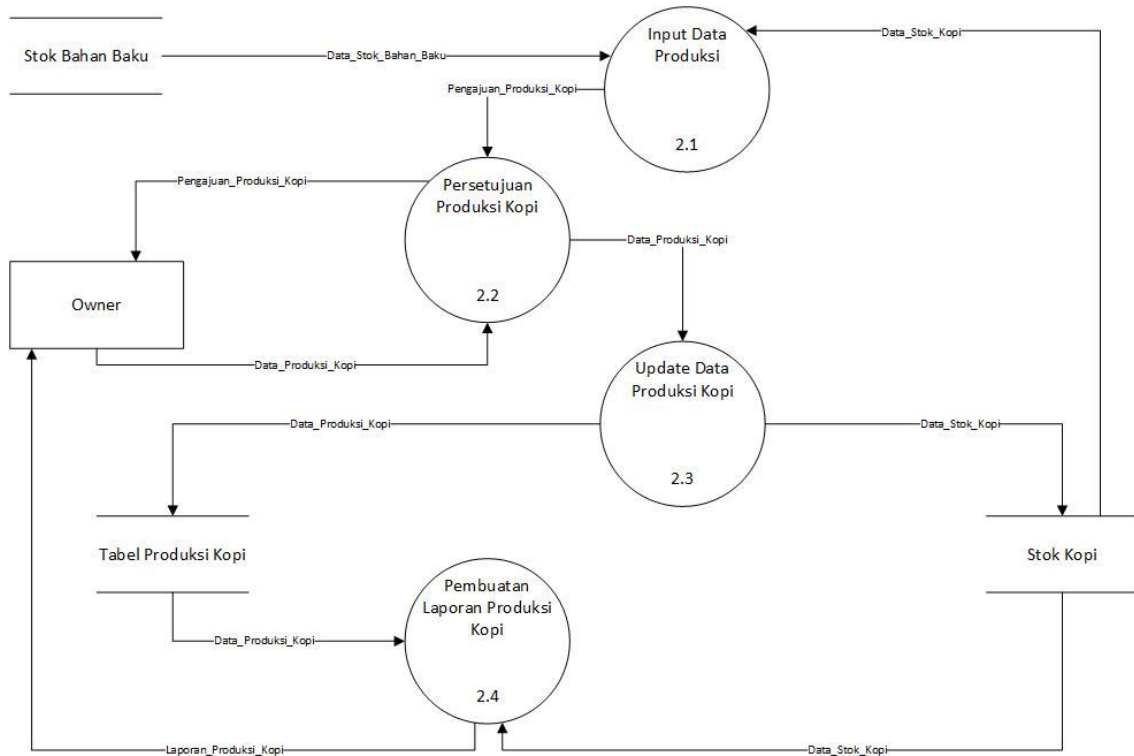 Stok Bahan Baku
Data_Stok_Bahan_Baku
Input Data
Produksi
2.1
Data_Stok_Kopi
Pengajuan_Produksi_Kopi
Pengajuan_Produksi_Kopi
Persetujuan
Produksi Kopi
2.2
Data_Produksi_Kopi
Owner
Data_Produksi_Kopi
Update Data
Produksi Kopi
2.3
Data_Produksi_Kopi
Data_Stok_Kopi
Tabel Produksi Kopi
Stok Kopi
Pembuatan
Laporan Produksi
Kopi
2.4
Data_Produksi_Kopi
Laporan_Produksi_Kopi
Data_Stok_Kopi